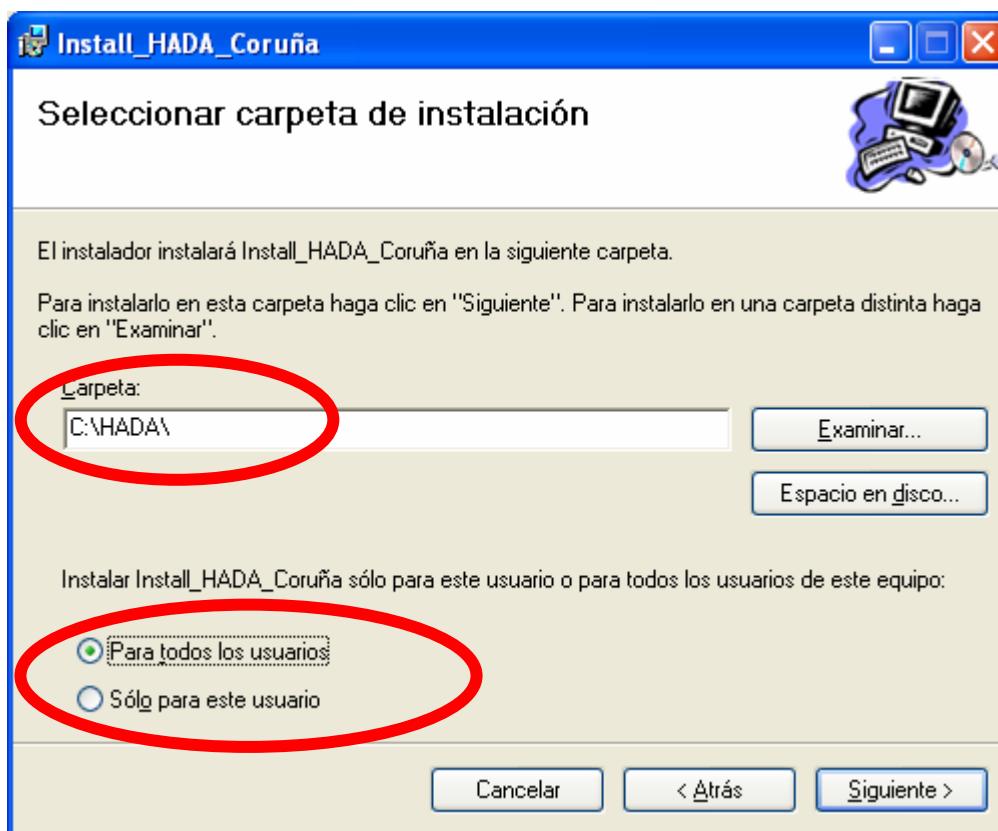 Install_HADA_Coruña
Seleccionar carpeta de instalación
El instalador instalará Install_HADA_Coruña en la siguiente carpeta.
Para instalarlo en esta carpeta haga clic en "Siguiente". Para instalarlo en una carpeta distinta haga
clic en "Examinar".
Carpeta:
C:\HADA\
Examinar...
Espacio en disco...
Instalar Install_HADA_Coruña sólo para este usuario o para todos los usuarios de este equipo:
Para todos los usuarios
Sólo para este usuario
Cancelar
< Atrás
Siguiente >